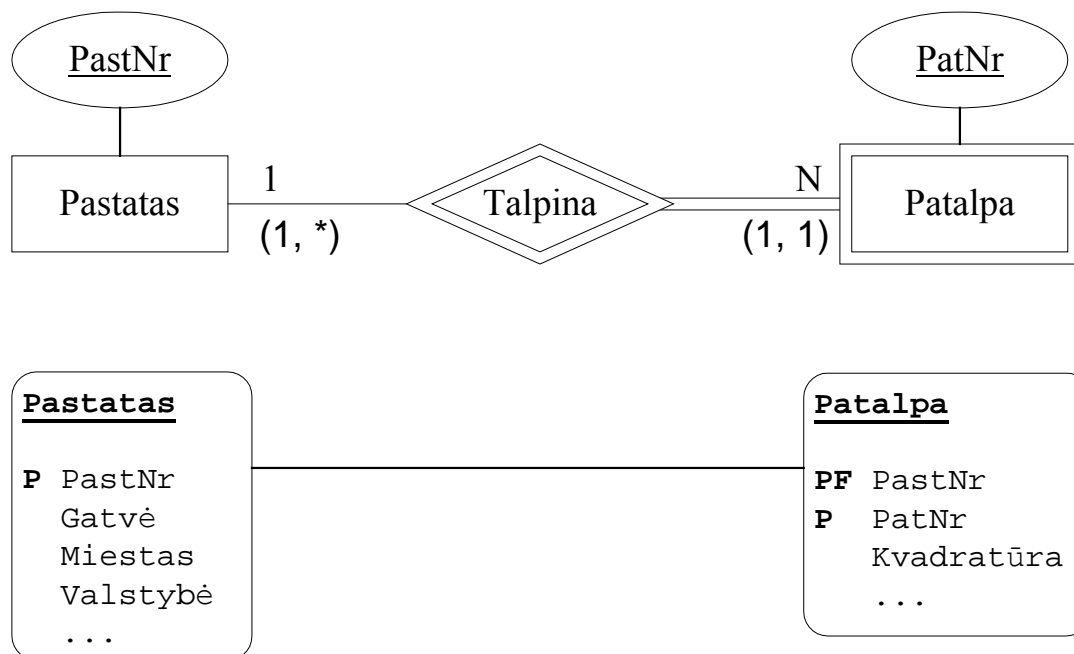 PastNr
PatNr
Pastatas
1
(1, *)
Talpina
N
(1, 1)
Patalpa
Pastatas
P PastNr
Gatvė
Miestas
Valstybė
...
Patalpa
PF PastNr
P PatNr
Kvadratūra
...